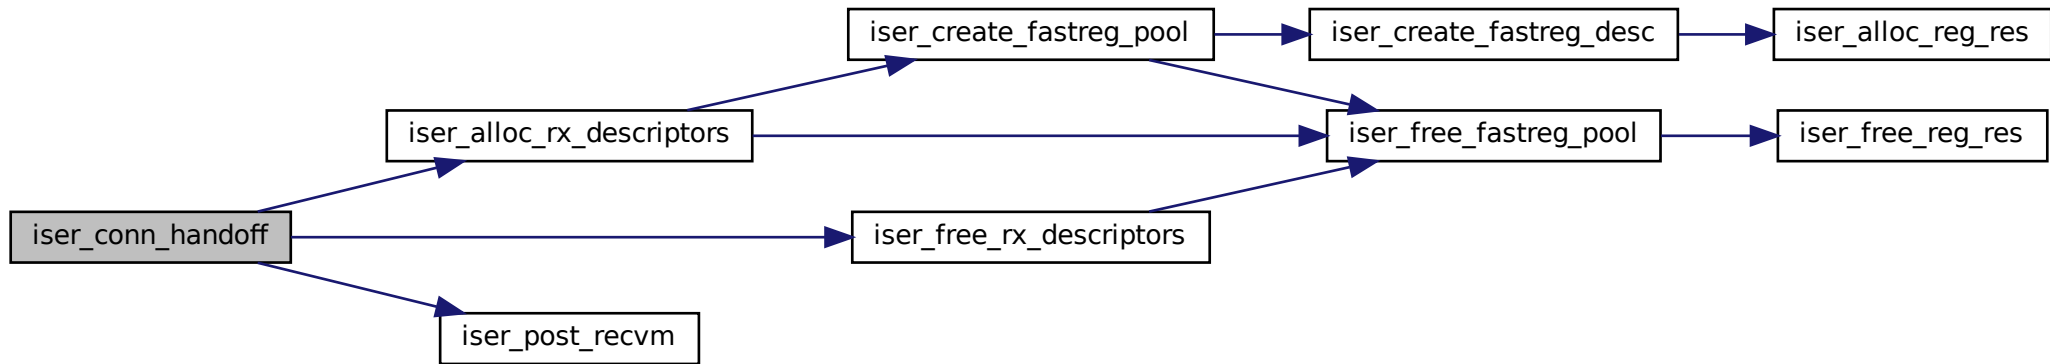 iser_create_fastreg_pool
iser_create_fastreg_desc
iser_alloc_reg_res
iser_alloc_rx_descriptors
iser_free_fastreg_pool
iser_free_reg_res
iser_conn_handoff
iser_free_rx_descriptors
iser_post_recvm